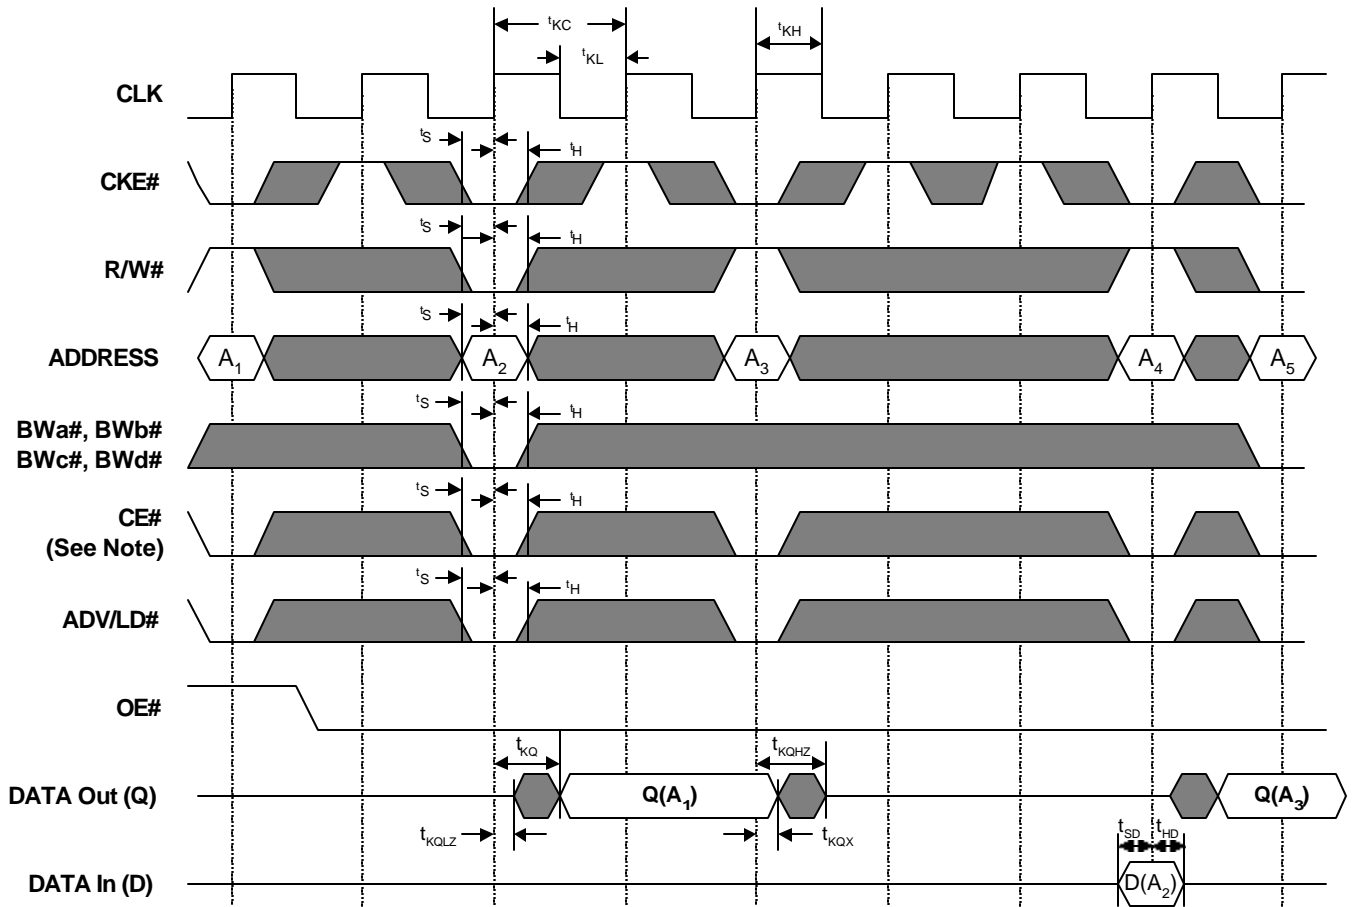 tKC
tKH
tKL
CLK
tS
tH
CKE#
tS
tH
R/W#
tS
tH
ADDRESS
A1
A2
A3
A4
A5
tS
tH
BWa#, BWb#
BWc#, BWd#
tS
tH
CE#
(See Note)
tS
tH
ADV/LD#
OE#
tKQ
tKQHZ
DATA Out (Q)
Q(A1)
Q(A3)
tKQLZ
tKQX
tSD
tHD
DATA In (D)
D(A2)